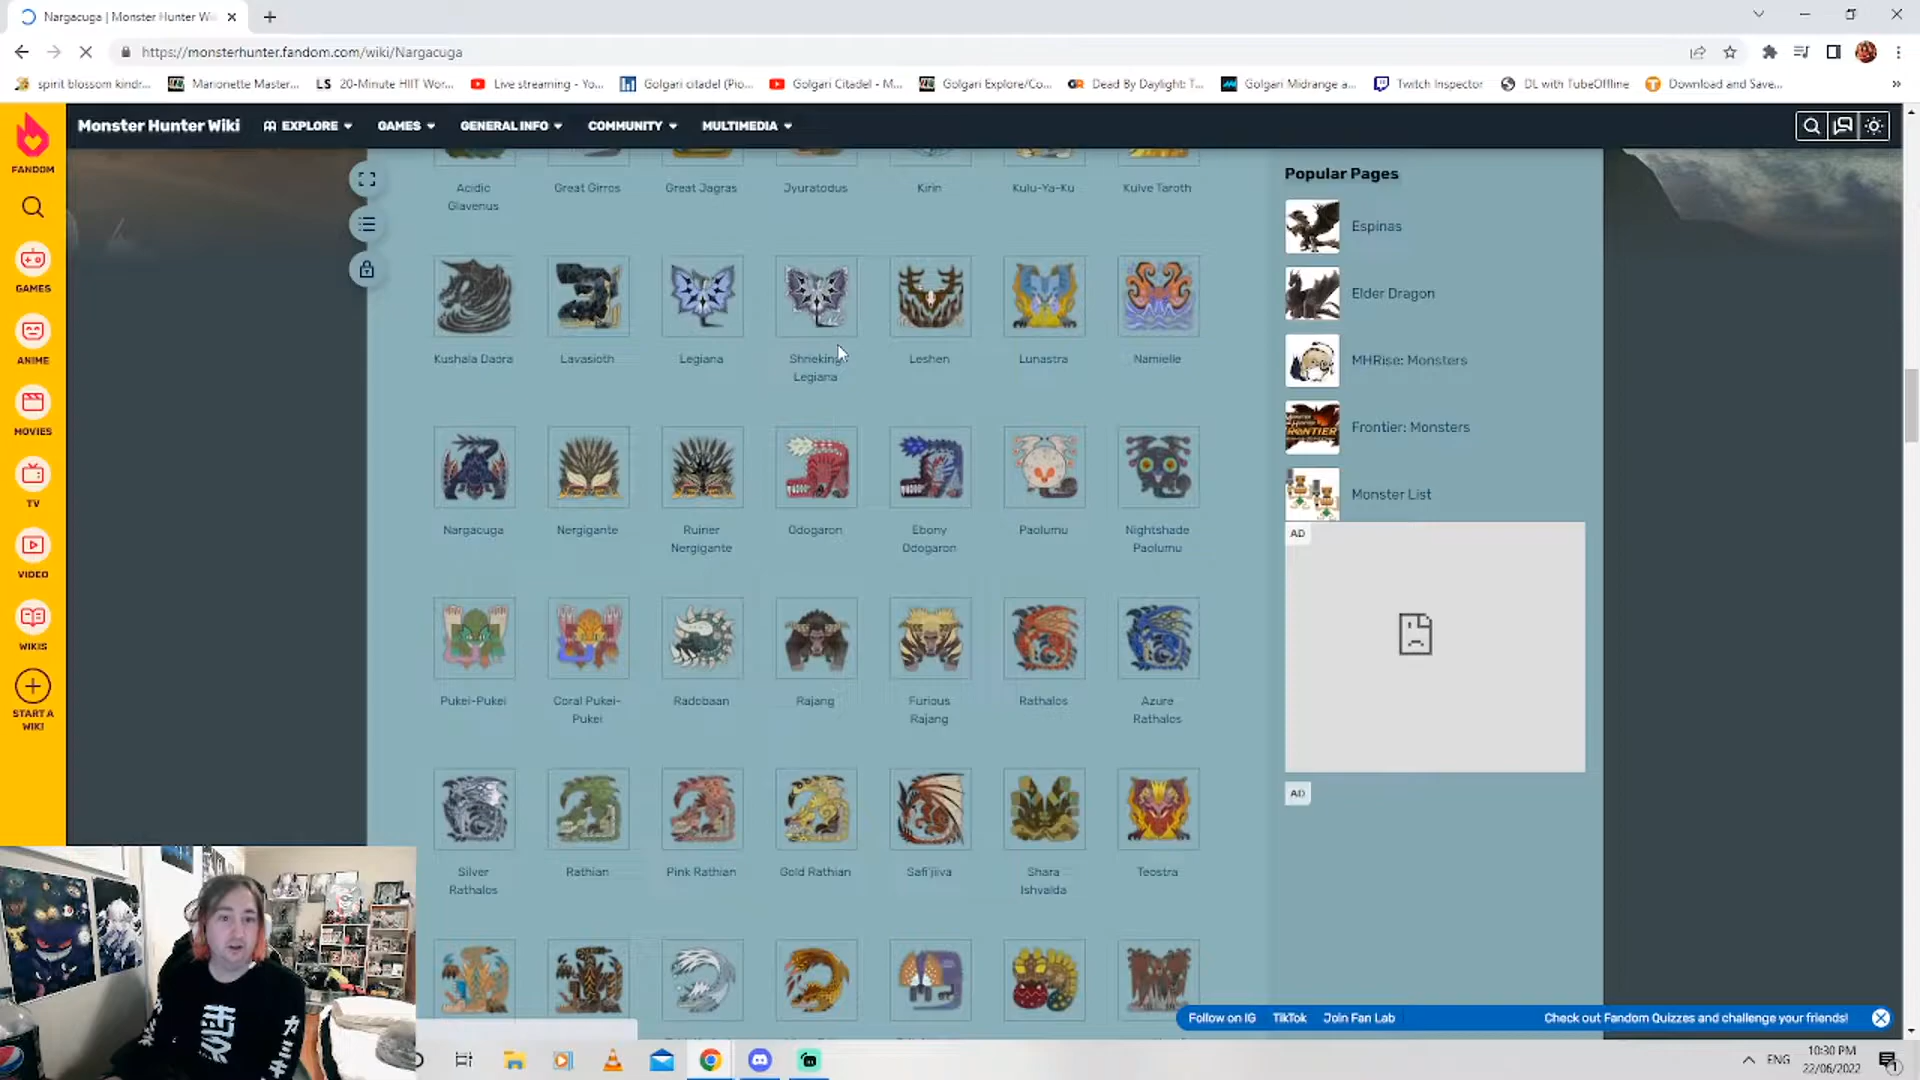 Nargacuga | Monster Hunter Wi
https://monsterhunter.fandom.com/wiki/Nargacuga
spirit blossom kindr...
Marionette Master...
LS 20-Minute HIIT Wor...
Live streaming - Yo...
Golgari citadel (Pio...
Golgari Citadel - M...
Golgari Explore/Co...
Dead By Daylight: T...
Golgari Midrange a...
Twitch Inspector
DL with TubeOffline
Download and Save...
FANDOM
Monster Hunter Wiki
EXPLORE
GAMES
GENERAL INFO
COMMUNITY
MULTIMEDIA
GAMES
ANIME
MOVIES
TV
VIDEO
WIKIS
START A
WIKI
Acidic
Glavenus
Great Girros
Great Jagras
Jyuratodus
Kirin
Kulu-Ya-Ku
Kulve Taroth
Kushala Daora
Lavasioth
Legiana
Shrieking
Legiana
Leshen
Lunastra
Namielle
Nargacuga
Nergigante
Ruiner
Nergigante
Odogaron
Ebony
Odogaron
Paolumu
Nightshade
Paolumu
Pukei-Pukei
Coral Pukei-
Pukei
Radobaan
Rajang
Furious
Rajang
Rathalos
Azure
Rathalos
Silver
Rathalos
Rathian
Pink Rathian
Gold Rathian
Safi'jiiva
Shara
Ishvalda
Teostra
Popular Pages
Espinas
Elder Dragon
MHRise: Monsters
Frontier: Monsters
Monster List
AD
AD
Follow on IG
TikTok
Join Fan Lab
Check out Fandom Quizzes and challenge your friends!
ENG
10:30 PM
22/06/2022